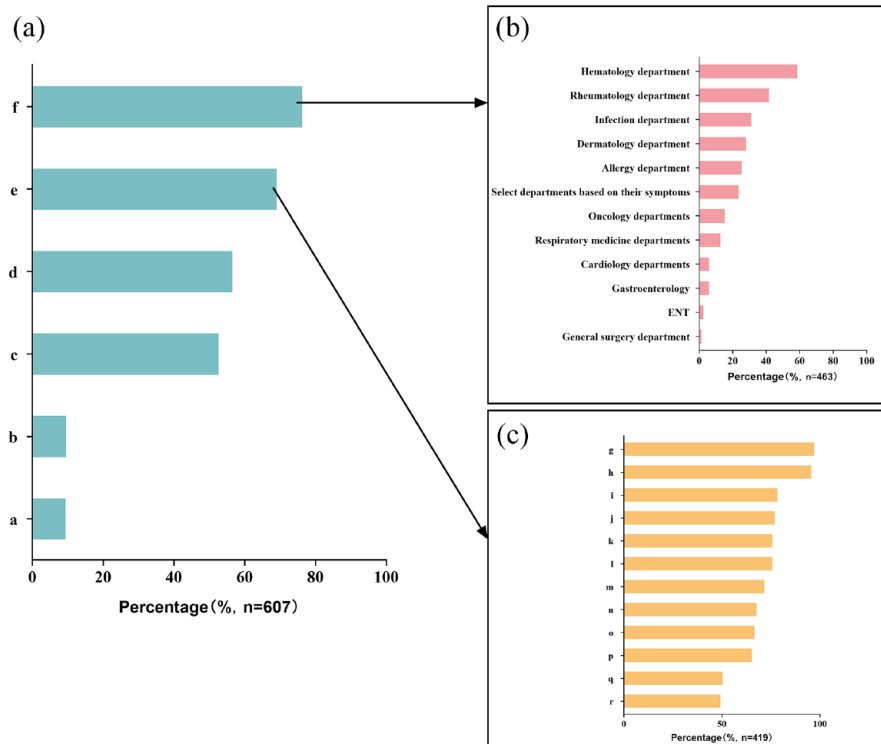 (a)
f
e
d
c
b
a
0 20 40 60 80 100
Percentage(%, n=607)
(b)
Hematology department
Rheumatology department
Infection department
Dermatology department
Allergy department
Select departments based on their symptoms
Oncology departments
Respiratory medicine departments
Cardiology departments
Gastroenterology
ENT
General surgery department
0 20 40 60 80 100
Percentage(%, n=463)
(c)
g
h
i
j
k
l
m
n
o
p
q
r
0 50 100
Percentage(%, n=419)